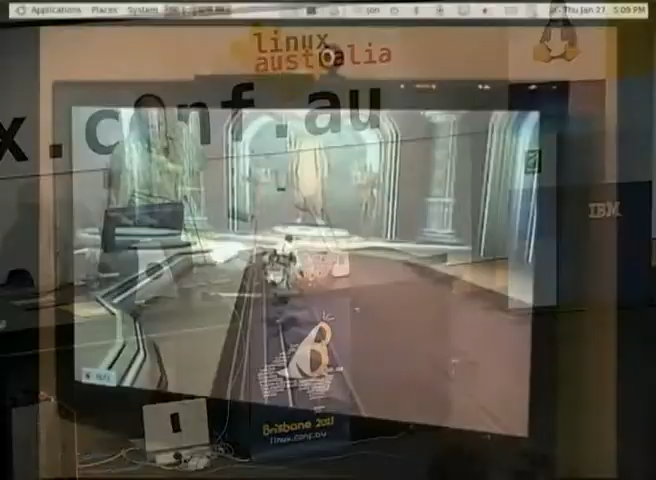 Applications Places System
jon
Thu Jan 27, 5:09 PM
linux
australia
x.conf.au
IBM
Brisbane 2011
linux.conf.au